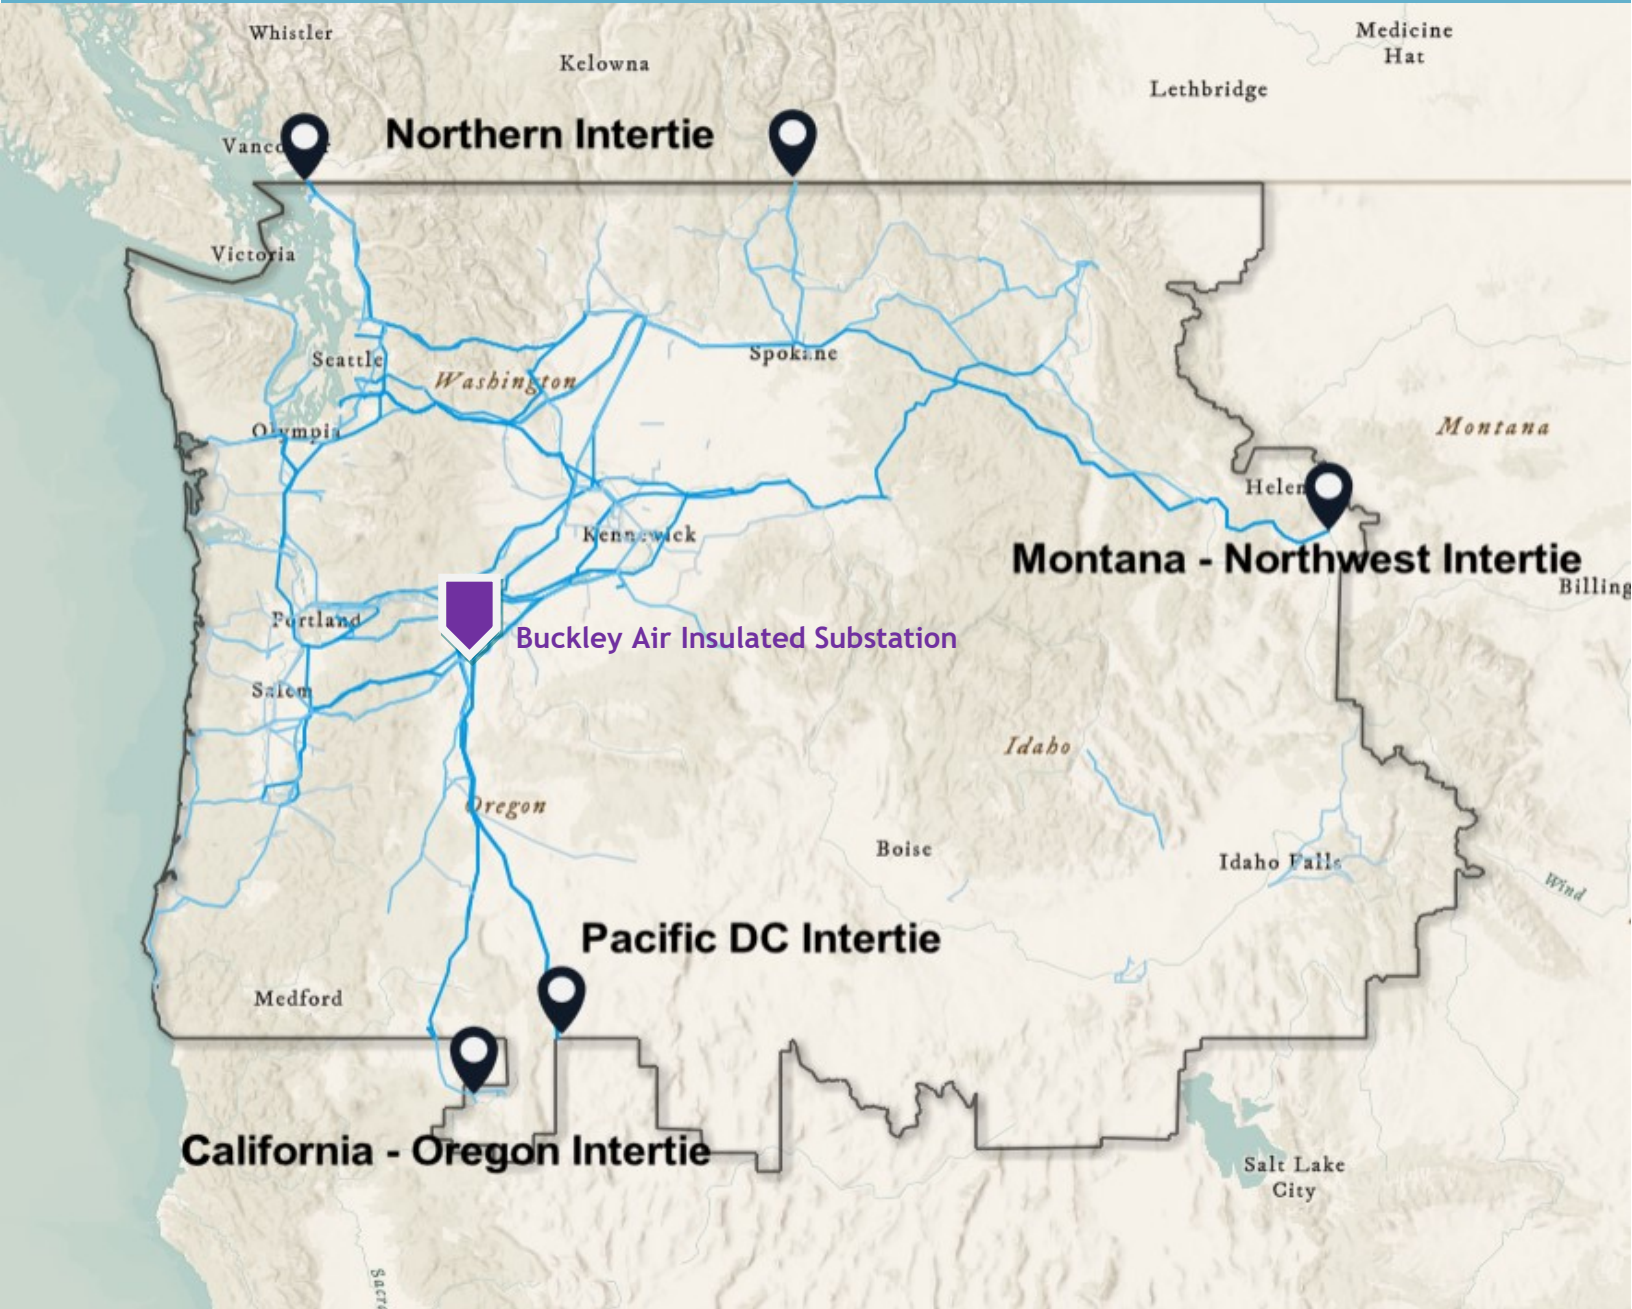 Whistler
Medicine
Hat
Kelowna
Lethbridge
Northern Intertie
Victoria
Seattle
Spokane
Washington
Olympia
Montana
Kennewick
Montana - Northwest Intertie
Portland
Buckley Air Insulated Substation
Salem
Idaho
Oregon
Boise
Idaho Falls
Wind
Pacific DC Intertie
Medford
California - Oregon Intertie
Salt Lake
City